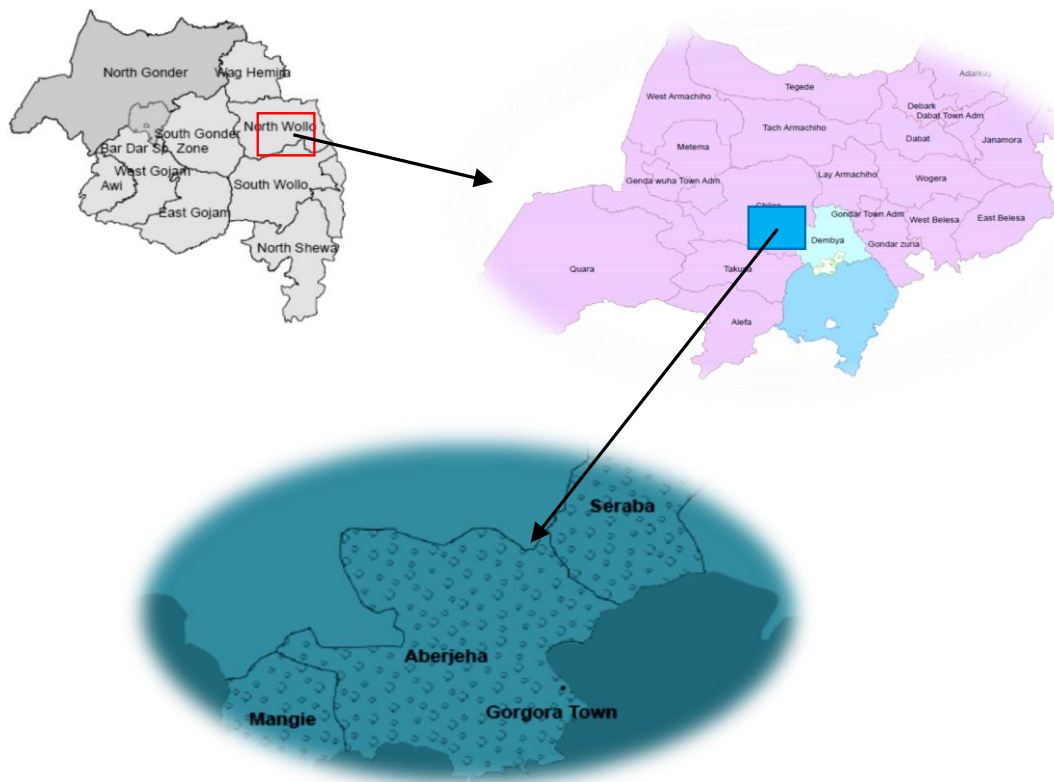 North Gonder
Wag Hemira
South Gonder
North Wollo
Bar Dar Sp. Zone
West Gojam
Awi
South Wollo
East Gojam
North Shewa
Adarkay
Tegede
West Armachiho
Debark
Dabat Town Adm
Tach Armachiho
Dabat
Janamora
Metema
Lay Armachiho
Wogera
Genda wuha Town Adm
Gondar Town Adm
West Belesa
East Belesa
Dembya
Gondar zuria
Quara
Alefa
Seraba
Aberjeha
Mangie
Gorgora Town